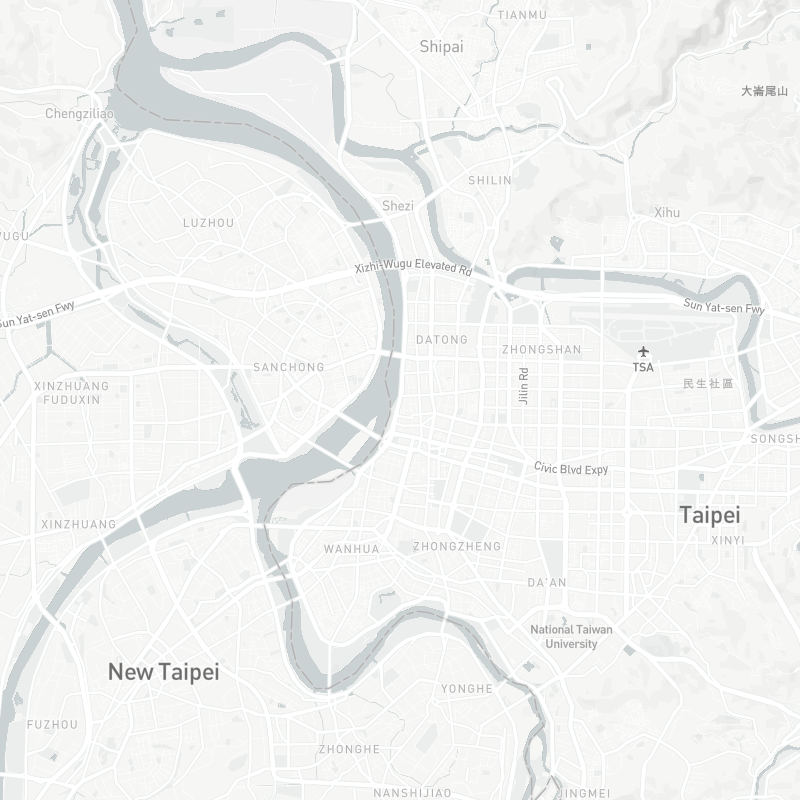 TIANMU
Shipai
大崙尾山
Chengziliao
SHILIN
Shezi
Xihu
LUZHOU
WUGU
Xizhi-Wugu Elevated Rd
Sun Yat-sen Fwy
Sun Yat-sen Fwy
DATONG
ZHONGSHAN
TSA
SANCHONG
XINZHUANG
FUDUXIN
Jilin Rd
民生社區
SONGSH
Civic Blvd Expy
Taipei
XINZHUANG
XINYI
WANHUA
ZHONGZHENG
DA'AN
National Taiwan
University
New Taipei
YONGHE
FUZHOU
ZHONGHE
NANSHIJIAO
JINGMEI